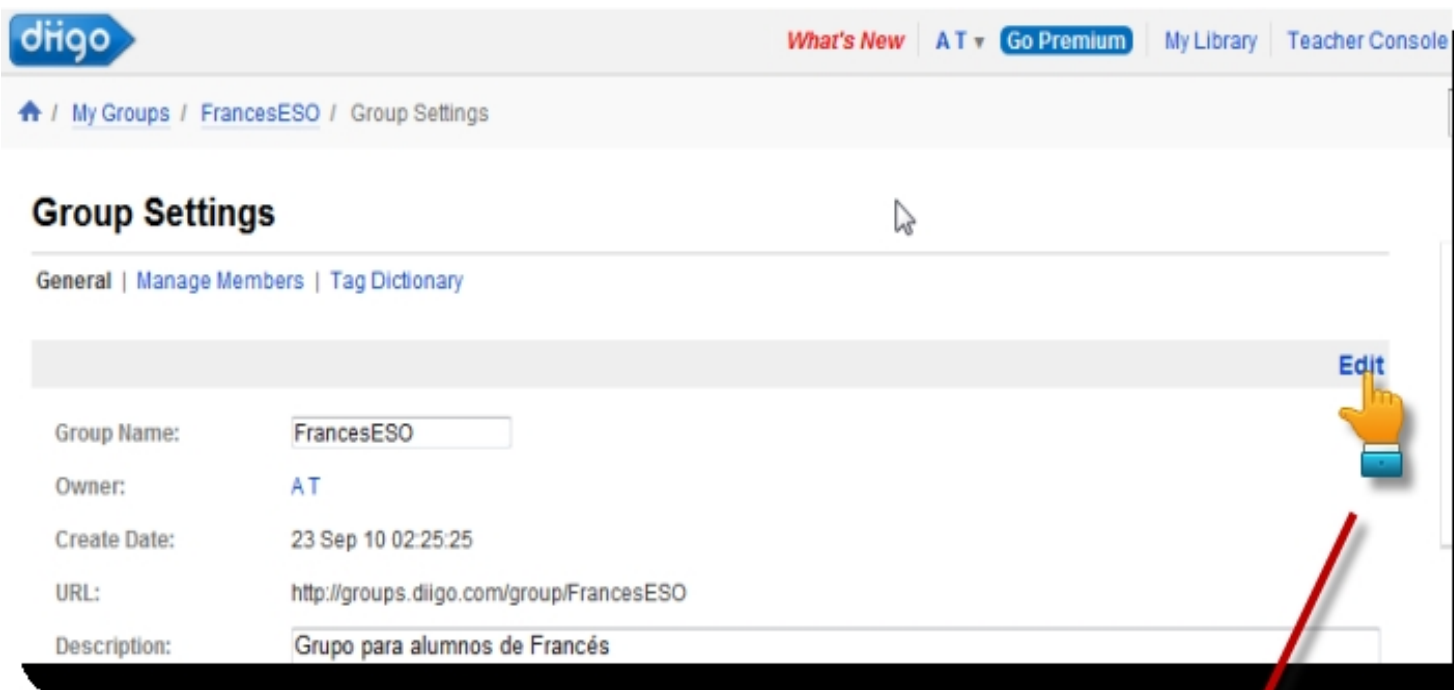 diigo
What's New A T ▾ Go Premium My Library Teacher Console
/ My Groups / FrancesESO / Group Settings
Group Settings
General | Manage Members | Tag Dictionary
Edit
Group Name: FrancesESO
Owner: A T
Create Date: 23 Sep 10 02:25:25
URL: http://groups.diigo.com/group/FrancesESO
Description: Grupo para alumnos de Francés